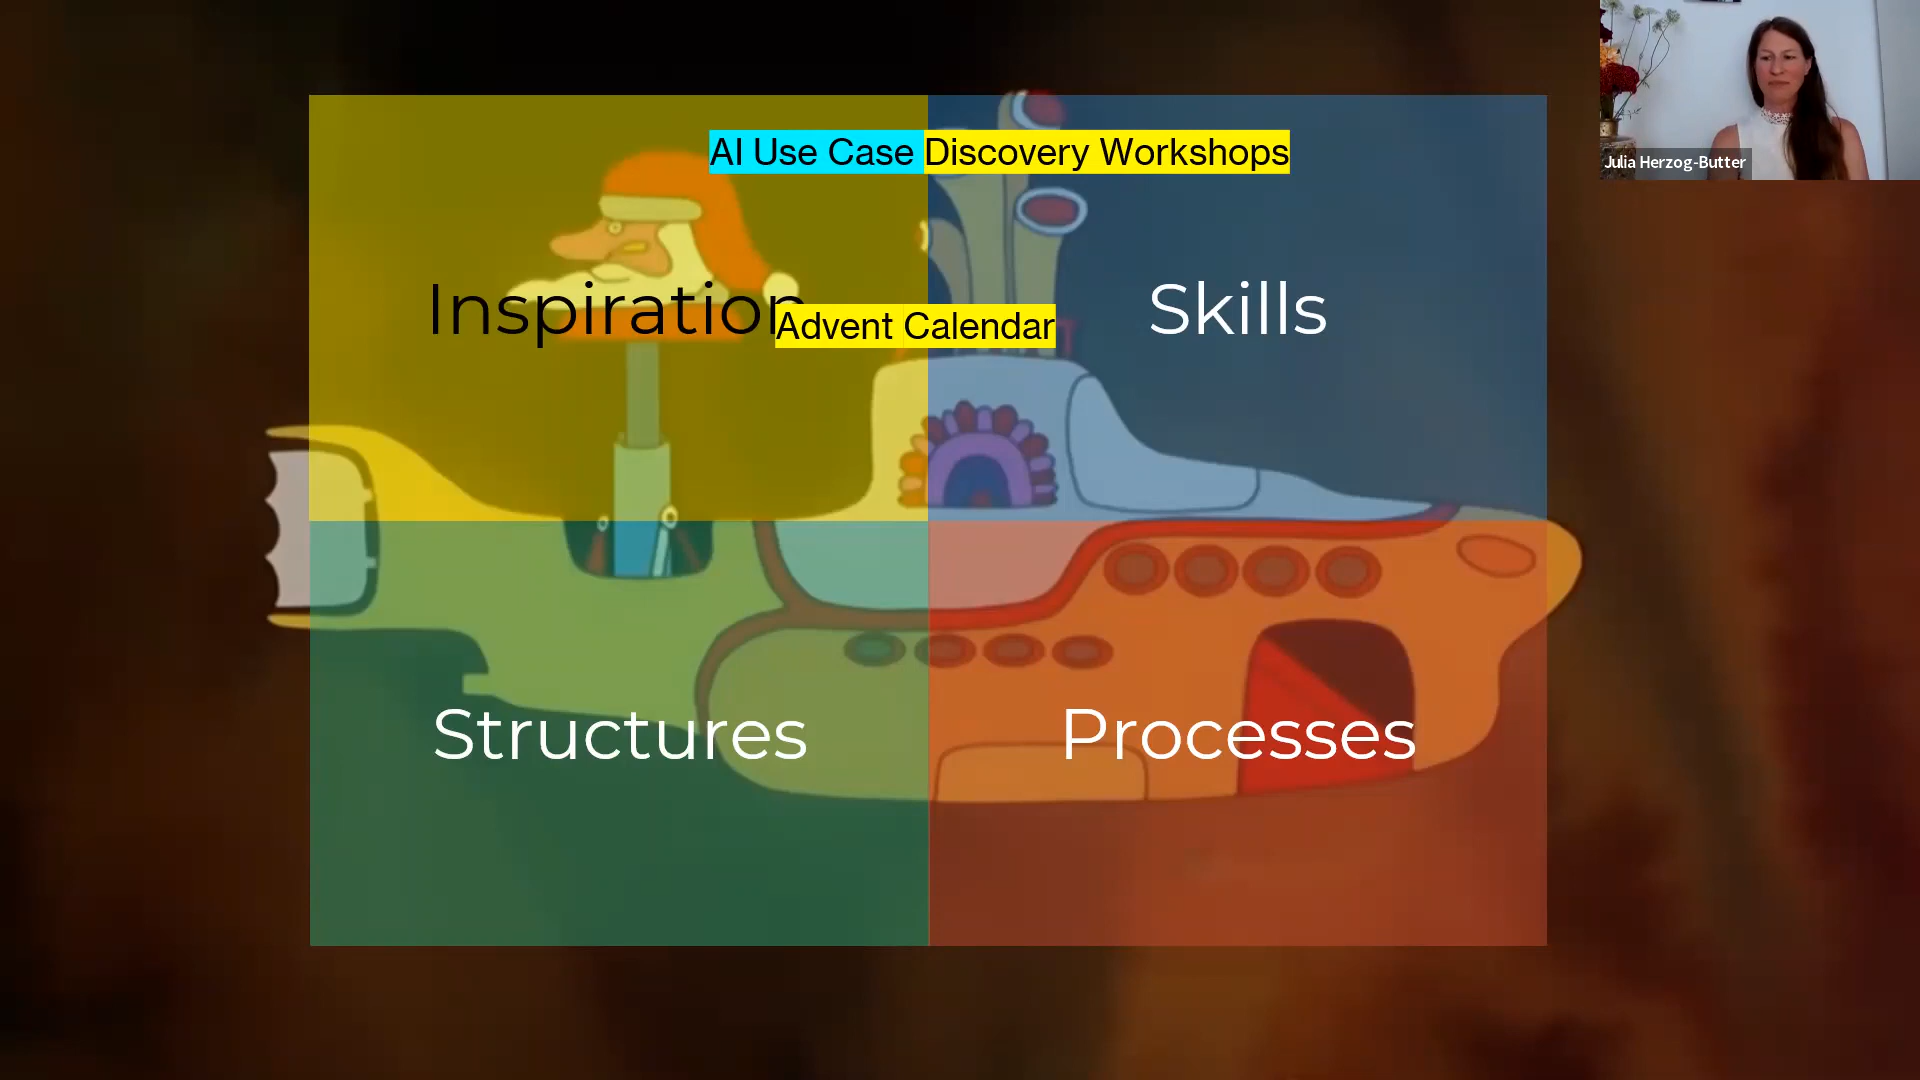 AI Use Case Discovery Workshops
Julia Herzog-Butter
Inspiration
Skills
Advent Calendar
Structures
Processes